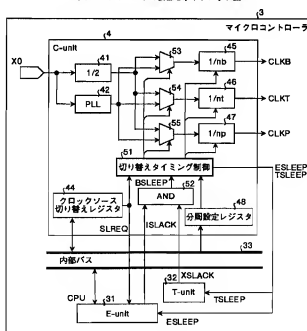 3
マイクロコントローラ
4
C-unit
53
45
X0
41
1/2
1/nb
CLKB
54
46
42
PLL
1/nt
CLKT
55
47
1/np
CLKP
51
切り替えタイミング制御
ESLEEP
TSLEEP
BSLEEP
52
44
AND
48
クロックソース
切り替えレジスタ
分周設定レジスタ
SLREQ
ISLACK
33
内部バス
XSLACK
32
T-unit
CPU
31
TSLEEP
E-unit
ESLEEP